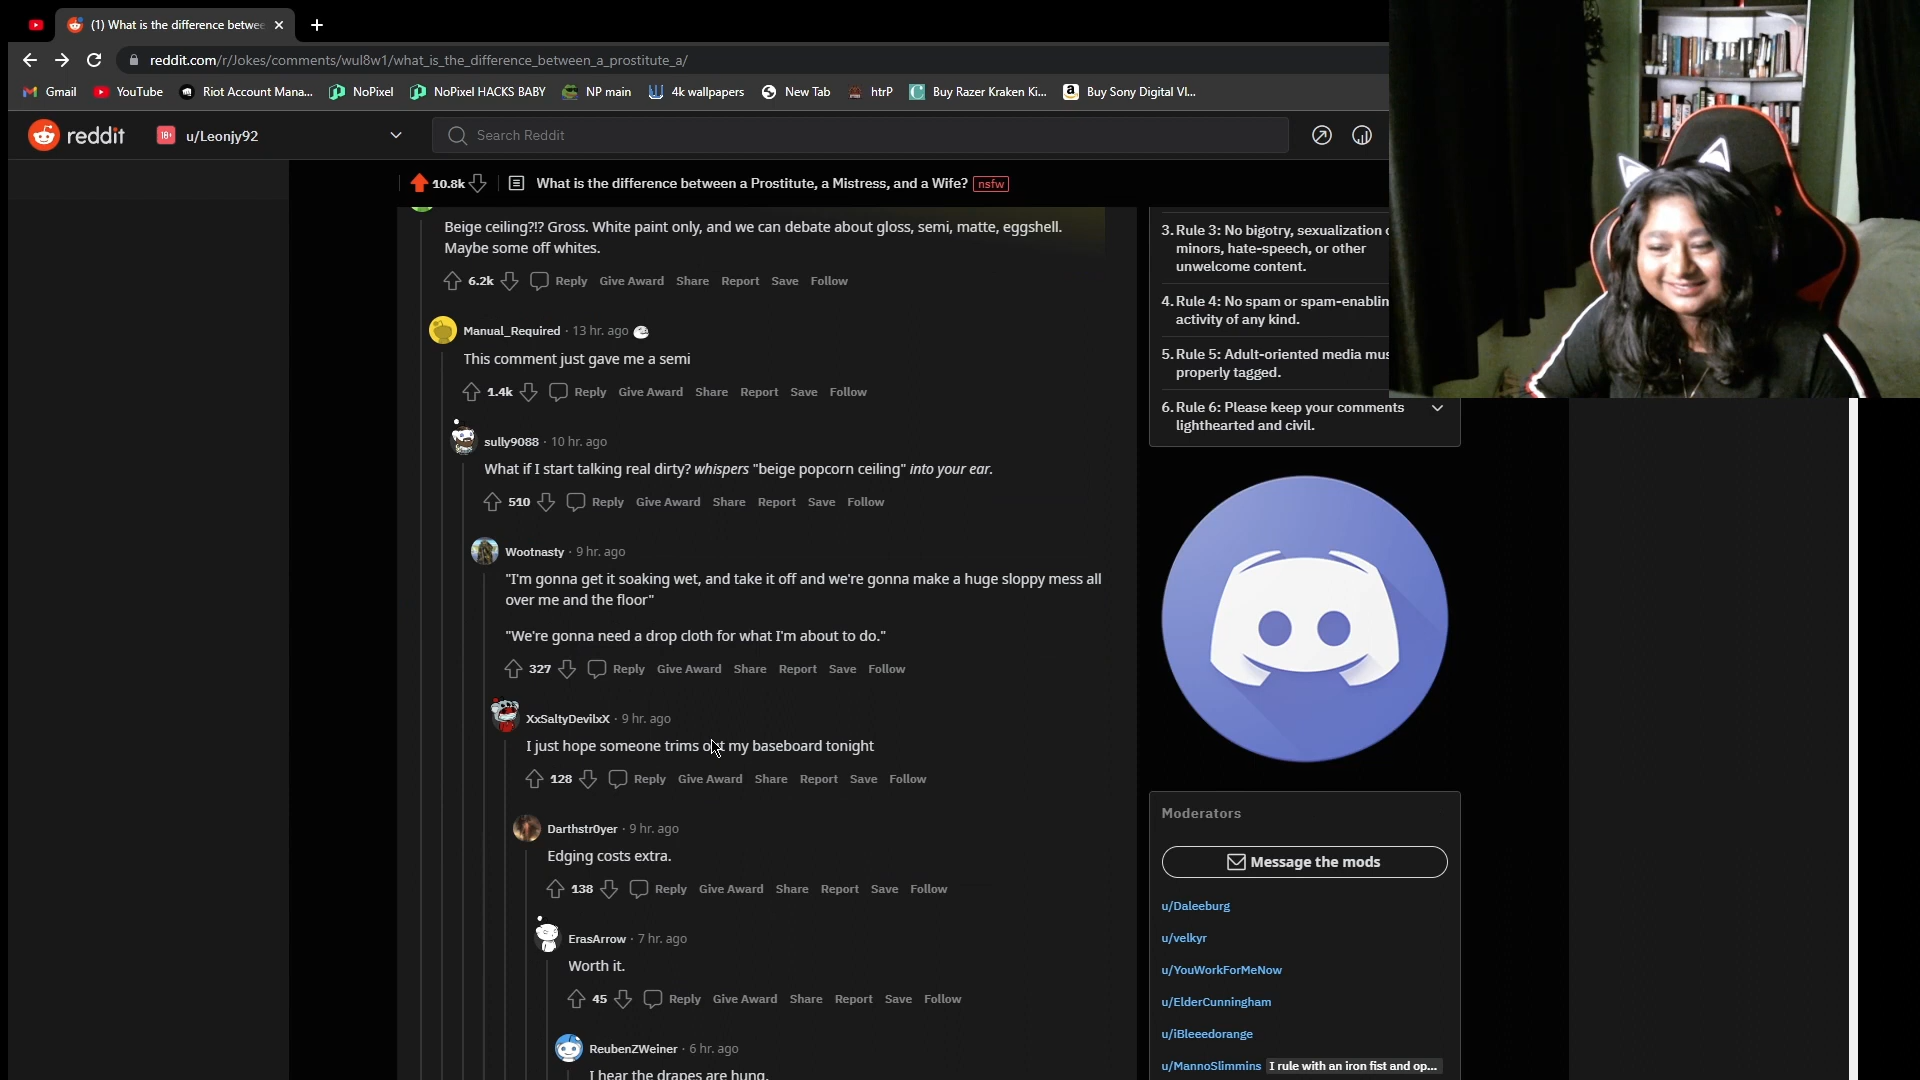 (1) What is the difference betwee
reddit.com/r/Jokes/comments/wul8w1/what_is_the_difference_between_a_prostitute_a/
Gmail
YouTube
Riot Account Mana...
NoPixel
NoPixel HACKS BABY
NP main
4k wallpapers
New Tab
htrP
Buy Razer Kraken Ki...
Buy Sony Digital Vl...
reddit
18+
u/Leonjy92
Search Reddit
10.8k
What is the difference between a Prostitute, a Mistress, and a Wife?
nsfw
Beige ceiling?!? Gross. White paint only, and we can debate about gloss, semi, matte, eggshell.
Maybe some off whites.
6.2k Reply Give Award Share Report Save Follow
Manual_Required · 13 hr. ago
This comment just gave me a semi
1.4k Reply Give Award Share Report Save Follow
sully9088 · 10 hr. ago
What if I start talking real dirty? whispers "beige popcorn ceiling" into your ear.
510 Reply Give Award Share Report Save Follow
Wootnasty · 9 hr. ago
"I'm gonna get it soaking wet, and take it off and we're gonna make a huge sloppy mess all
over me and the floor"
"We're gonna need a drop cloth for what I'm about to do."
327 Reply Give Award Share Report Save Follow
XxSaltyDevilxX · 9 hr. ago
I just hope someone trims out my baseboard tonight
128 Reply Give Award Share Report Save Follow
Darthstr0yer · 9 hr. ago
Edging costs extra.
138 Reply Give Award Share Report Save Follow
ErasArrow · 7 hr. ago
Worth it.
45 Reply Give Award Share Report Save Follow
ReubenZWeiner · 6 hr. ago
I hear the drapes are hung.
3. Rule 3: No bigotry, sexualization
minors, hate-speech, or other
unwelcome content.
4. Rule 4: No spam or spam-enablin
activity of any kind.
5. Rule 5: Adult-oriented media mus
properly tagged.
6. Rule 6: Please keep your comments
lighthearted and civil.
Moderators
Message the mods
u/Daleeburg
u/velkyr
u/YouWorkForMeNow
u/ElderCunningham
u/iBleeedorange
u/MannoSlimmins I rule with an iron fist and op...